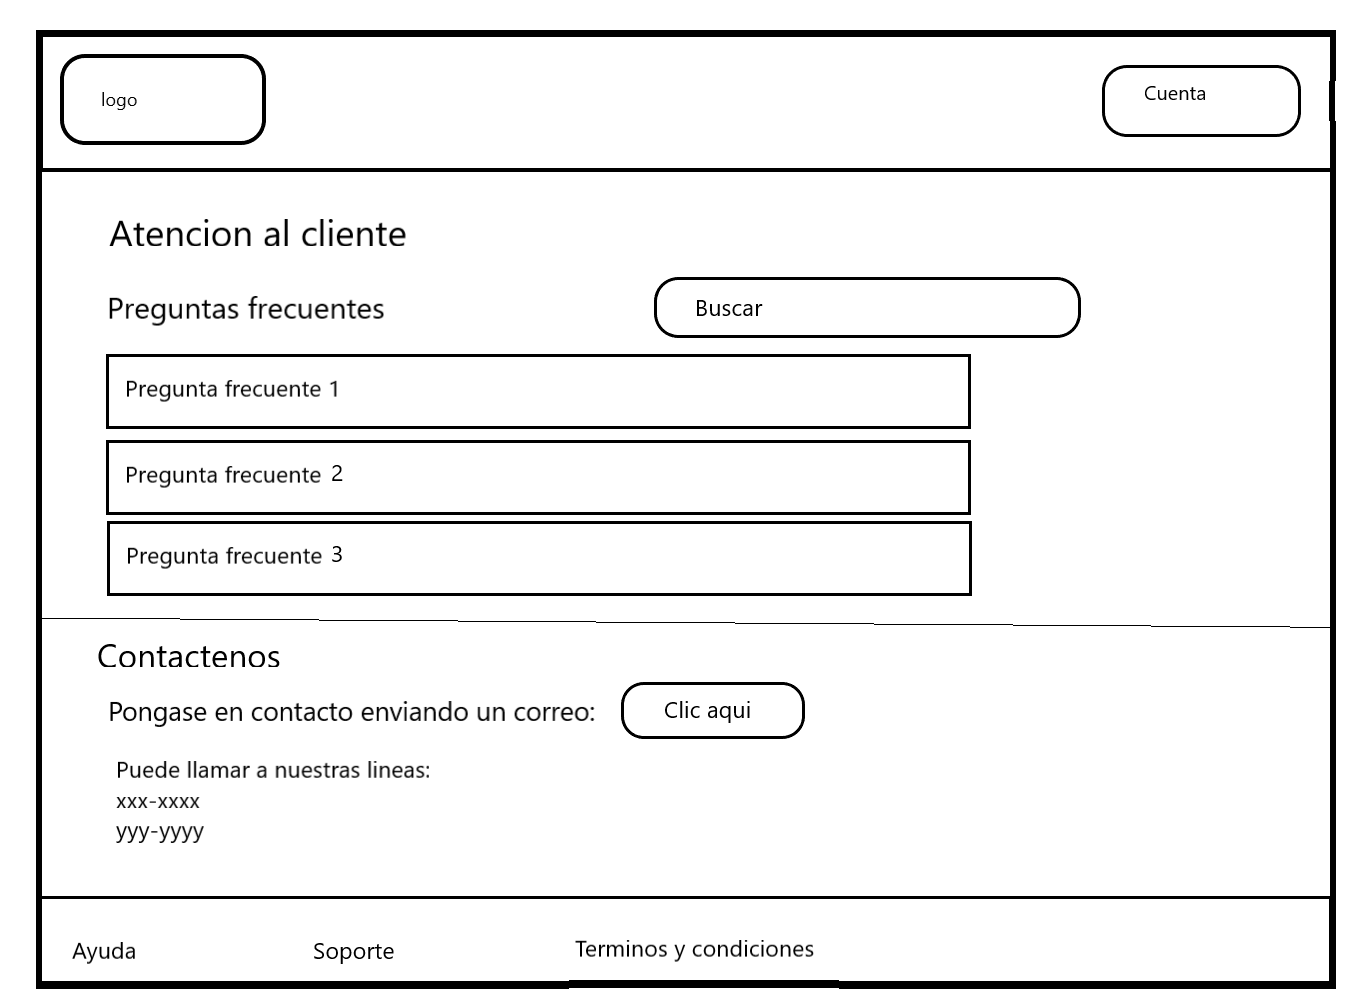 logo
Cuenta
Atencion al cliente
Preguntas frecuentes
Buscar
Pregunta frecuente 1
Pregunta frecuente 2
Pregunta frecuente 3
Contactenos
Pongase en contacto enviando un correo:
Clic aqui
Puede llamar a nuestras lineas:
xxx-xxxx
yyy-yyyy
Ayuda
Soporte
Terminos y condiciones